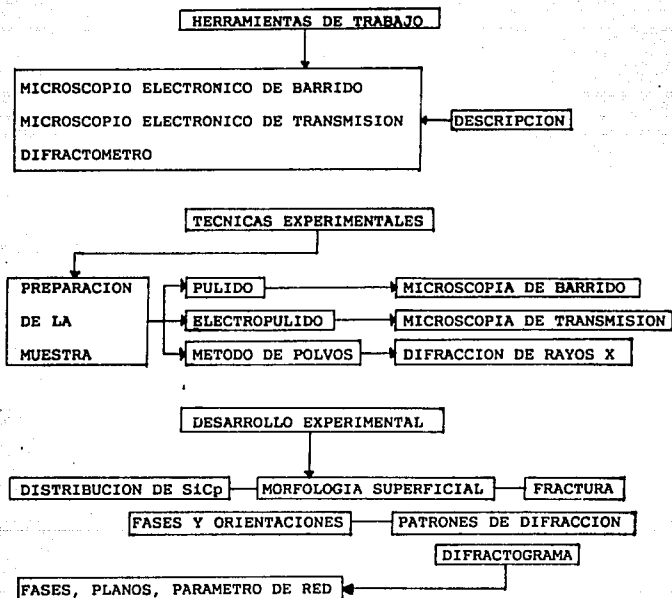 HERRAMIENTAS DE TRABAJO
MICROSCOPIO ELECTRONICO DE BARRIDO
MICROSCOPIO ELECTRONICO DE TRANSMISION
DESCRIPCION
DIFRACTOMETRO
TECNICAS EXPERIMENTALES
PREPARACION
PULIDO
MICROSCOPIA DE BARRIDO
DE LA
ELECTROPULIDO
MICROSCOPIA DE TRANSMISION
MUESTRA
METODO DE POLVOS
DIFRACCION DE RAYOS X
DESARROLLO EXPERIMENTAL
DISTRIBUCION DE SiCp
MORFOLOGIA SUPERFICIAL
FRACTURA
FASES Y ORIENTACIONES
PATRONES DE DIFRACCION
DIFRACTOGRAMA
FASES, PLANOS, PARAMETRO DE RED